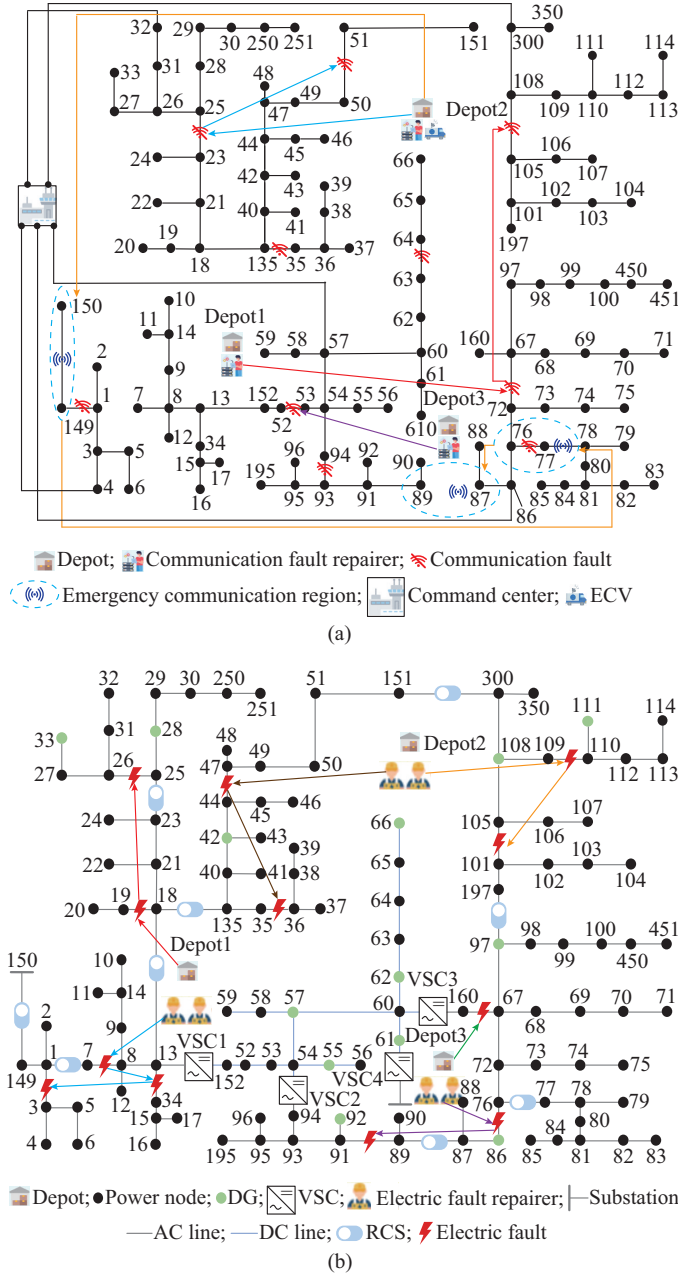 32 29 30 250 251 51 151 300 350 111 114
33 31 28 48 49 50 108 112
27 26 25 47 Depot2 109 110 113
24 23 44 45 46 66 105 106 107
22 21 42 43 39 65 102 104
40 41 38 64 101 103
20 19 18 135 35 36 37 63 197
150 10 97 99 450
11 14 Depot1 62 98 100 451
2 9 59 58 57 60 160 67 68 69 70 71
7 8 13 152 53 54 55 56 61 Depot3 72 73 74 75
149 1 52 610 88 76 78 79
3 5 12 34 96 94 92 90 77 80 83
15 17 195 95 93 91 89 87 85 84 81 82
4 6 16 86
Depot; Communication fault repairer; Communication fault
Emergency communication region; Command center; ECV
(a)
32 29 30 250 51 151 300
33 31 28 251 350 111 114
48 49 50 Depot2 108 109 110
27 26 25 47 112 113
24 23 44 45 46 66 105 106 107
22 21 42 43 39 65 101 103
40 41 38 64 102 104
20 19 18 135 35 36 37 197
Depot1 63 97 98 100 451
150 10 62 VSC3 99 450
11 14 59 58 57 60 160 67 69 70 71
2 9 VSC1 61 Depot3 68
1 7 8 13 52 53 54 55 56 VSC4 72 73 74 75
149 152 VSC2 88 76 77 78 79
3 5 12 34 96 94 92 90 80
15 17 84
4 6 16 195 95 93 91 89 87 86 85 81 82 83
Depot; Power node; DG; VSC; Electric fault repairer; Substation
AC line; DC line; RCS; Electric fault
(b)